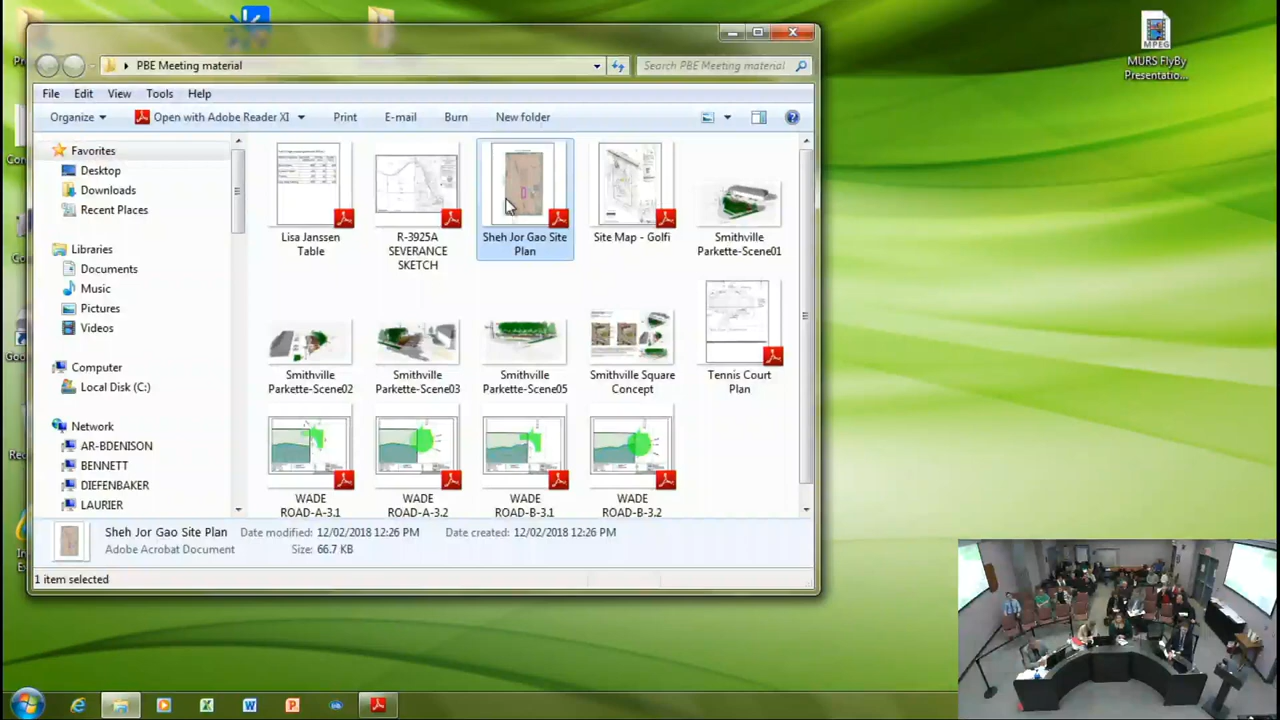 MPEG
MURS FlyBy
Presentatio...
PBE Meeting material
Search PBE Meeting material
File Edit View Tools Help
Organize Open with Adobe Reader XI Print E-mail Burn New folder
Favorites
Desktop
Downloads
Recent Places
Libraries
Documents
Music
Pictures
Videos
Computer
Local Disk (C:)
Network
AR-BDENISON
BENNETT
DIEFENBAKER
LAURIER
Lisa Janssen
Table
R-3925A
SEVERANCE
SKETCH
Sheh Jor Gao Site
Plan
Site Map - Golfi
Smithville
Parkette-Scene01
Smithville
Parkette-Scene02
Smithville
Parkette-Scene03
Smithville
Parkette-Scene05
Smithville Square
Concept
Tennis Court
Plan
WADE
ROAD-A-3.1
WADE
ROAD-A-3.2
WADE
ROAD-B-3.1
WADE
ROAD-B-3.2
Sheh Jor Gao Site Plan Date modified: 12/02/2018 12:26 PM Date created: 12/02/2018 12:26 PM
Adobe Acrobat Document Size: 66.7 KB
1 item selected